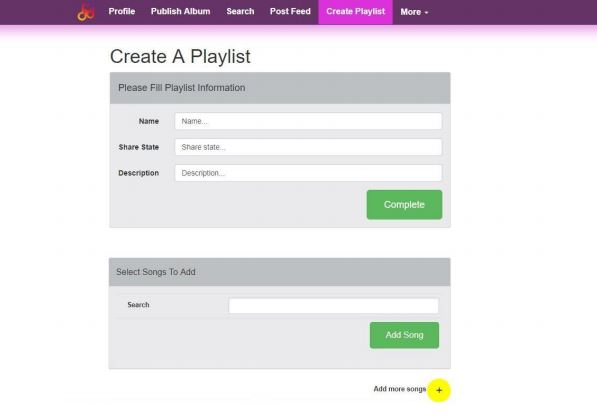 Profile Publish Album Search Post Feed Create Playlist More
Create A Playlist
Please Fill Playlist Information
Name Name...
Share State Share state...
Description Description...
Complete
Select Songs To Add
Search
Add Song
Add more songs +